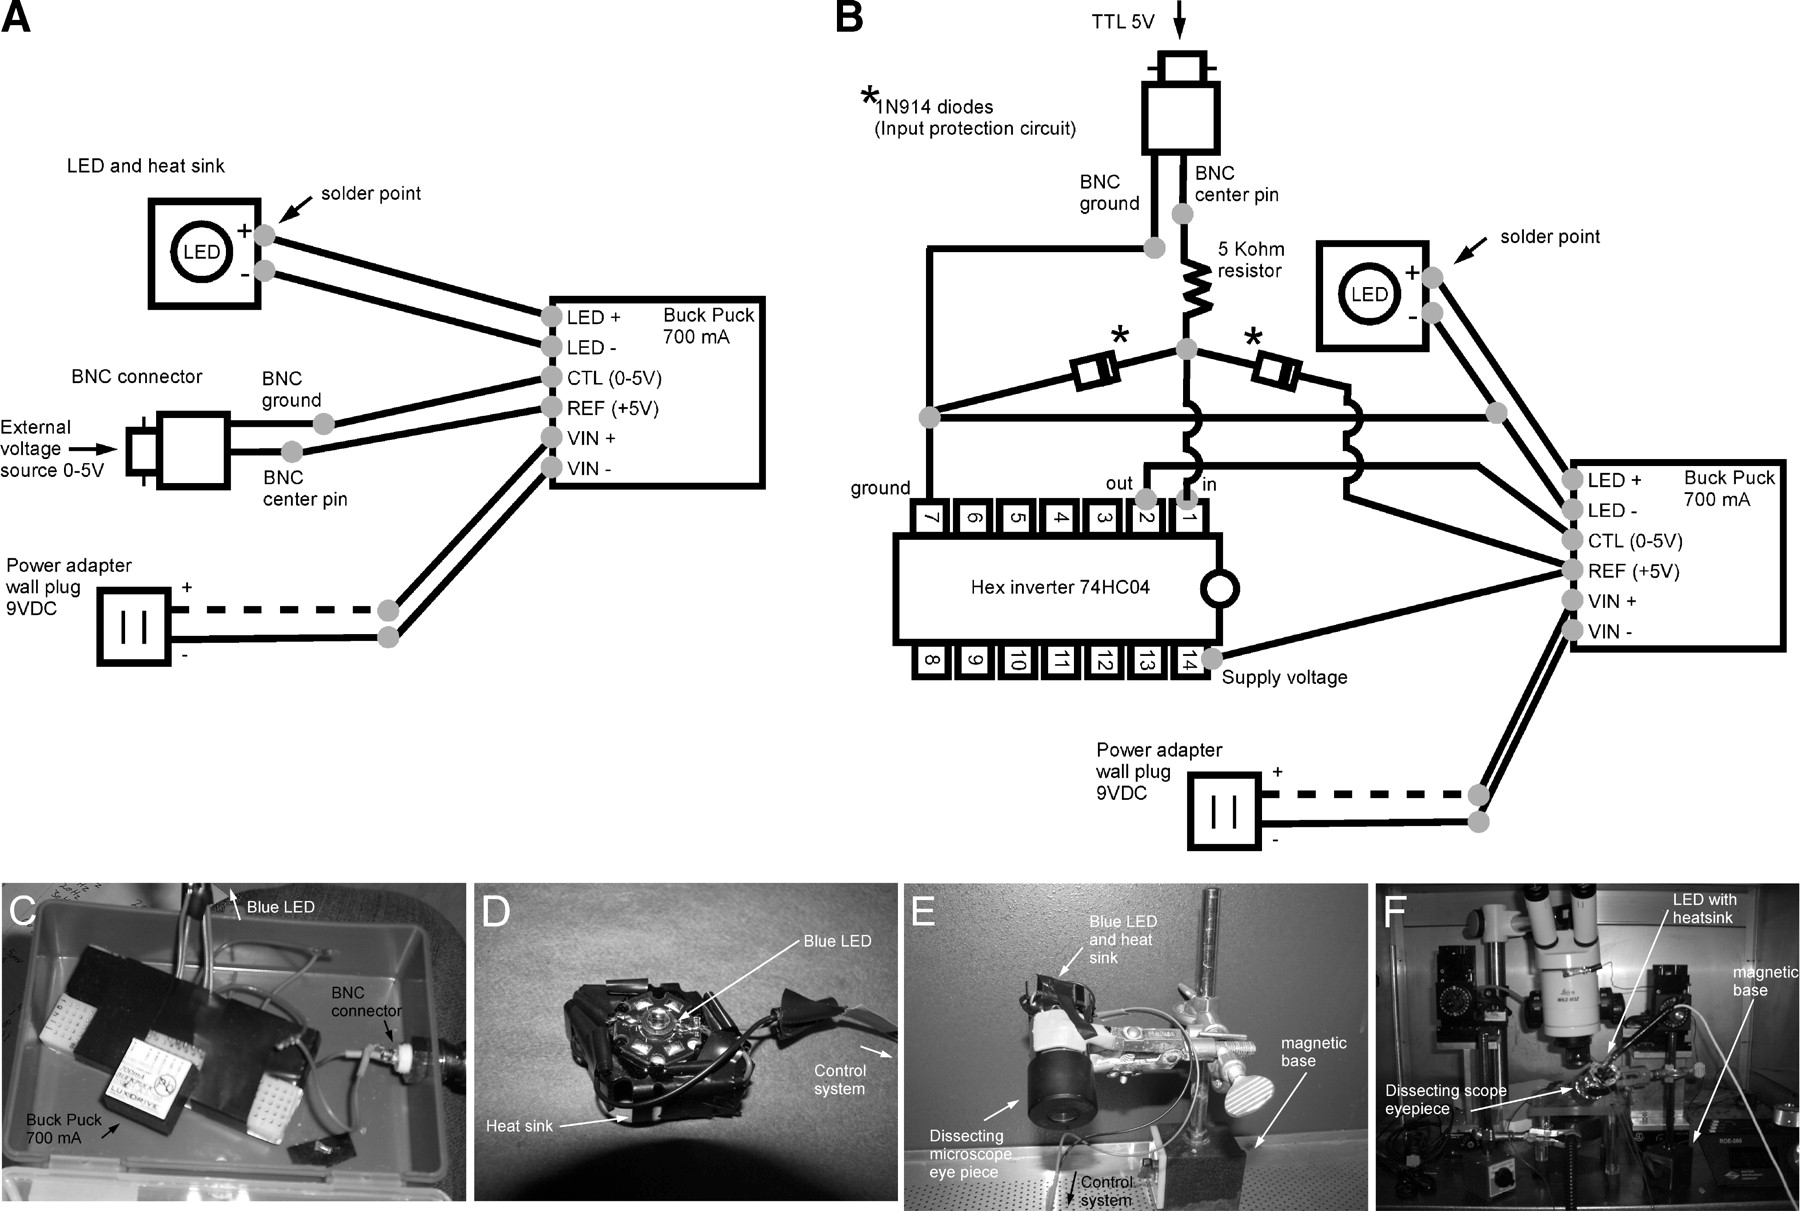 A
LED and heat sink
solder point
+
LED
-
LED +
LED -
CTL (0-5V)
REF (+5V)
VIN +
VIN -
Buck Puck
700 mA
BNC connector
BNC
ground
External
voltage
source 0-5V
BNC
center pin
Power adapter
wall plug
9VDC
+
-
B
TTL 5V
*1N914 diodes
(Input protection circuit)
BNC
ground
BNC
center pin
5 Kohm
resistor
solder point
+
LED
-
*
*
ground
out
in
7 6 5 4 3 2 1
Hex inverter 74HC04
8 9 10 11 12 13 14
Supply voltage
LED +
LED -
CTL (0-5V)
REF (+5V)
VIN +
VIN -
Buck Puck
700 mA
Power adapter
wall plug
9VDC
+
-
C
Blue LED
BNC
connector
LUXDRIVE
Buck Puck
700 mA
D
Blue LED
Control
system
Heat sink
E
Blue LED
and heat
sink
magnetic
base
Dissecting
microscope
eye piece
Control
system
F
LED with
heatsink
magnetic
base
Dissecting scope
eyepiece